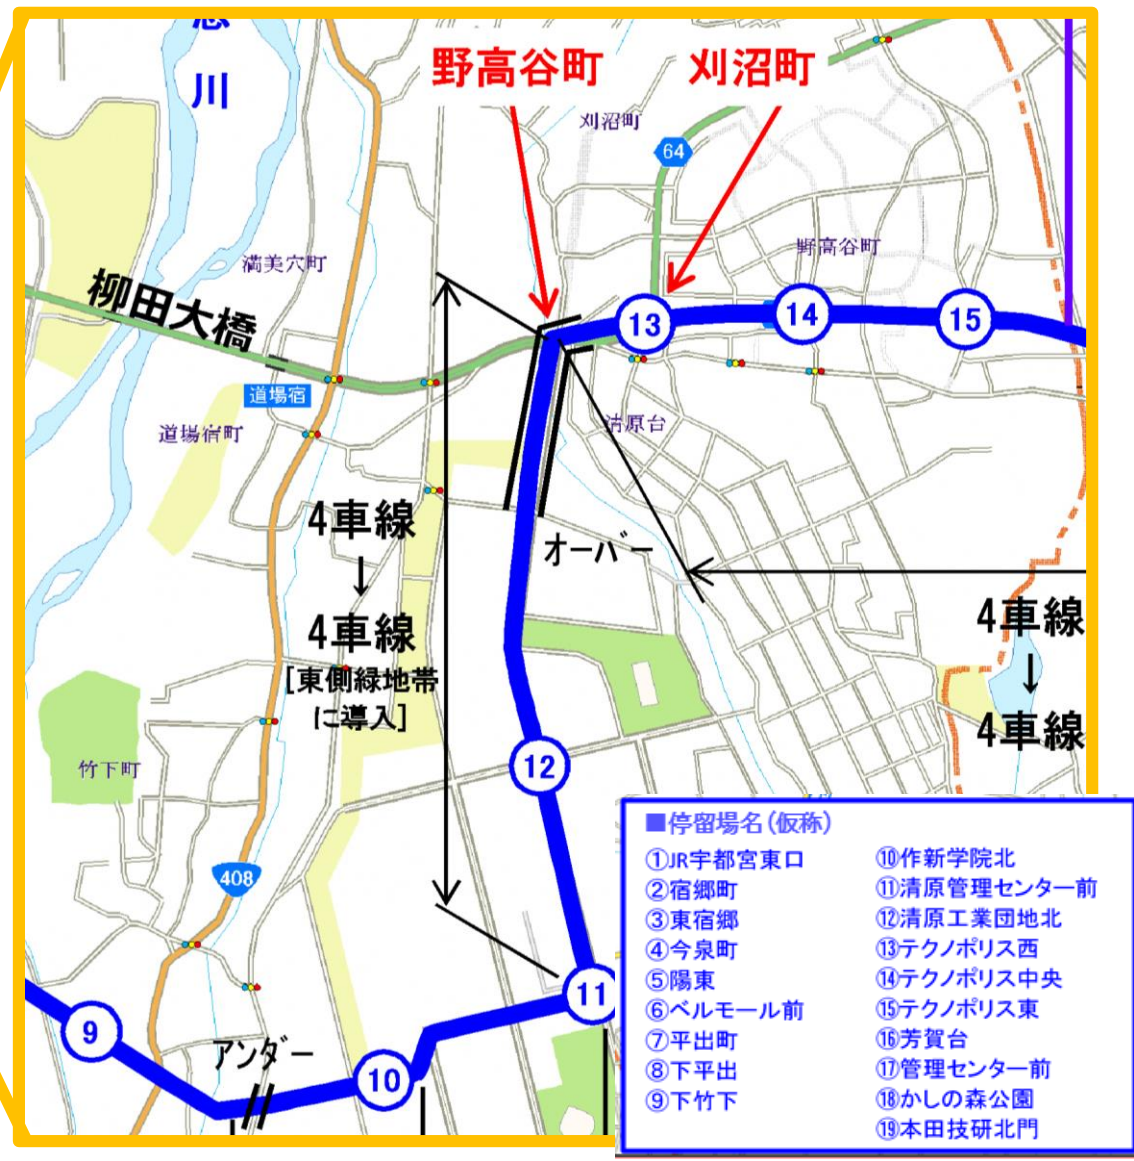 川
野高谷町
刈沼町
刈沼町
64
満美穴町
野高谷町
柳田大橋
13
14
15
道場宿
道場宿町
清原台
4車線
↓
4車線
[東側緑地帯
に導入]
オーバー
4車線
↓
4車線
12
竹下町
408
11
9
アンダー
10
■停留場名(仮称)
①JR宇都宮東口
②宿郷町
③東宿郷
④今泉町
⑤陽東
⑥ベルモール前
⑦平出町
⑧下平出
⑨下竹下
⑩作新学院北
⑪清原管理センター前
⑫清原工業団地北
⑬テクノポリス西
⑭テクノポリス中央
⑮テクノポリス東
⑯芳賀台
⑰管理センター前
⑱かしの森公園
⑲本田技研北門